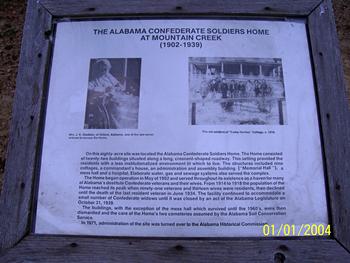 THE ALABAMA CONFEDERATE SOLDIERS HOME
AT MOUNTAIN CREEK
(1902-1939)
On this eighty-acre site was located the Alabama Confederate Soldiers Home. The Home consisted
of twenty-two buildings situated along a long, crescent-shaped roadway. This setting provided the
residents with a less institutionalized environment in which to live. The structures included nine
cottages, a commandant's house, an administration and assembly building ("Memorial Hall"), a
mess hall and a hospital. Elaborate water, gas and sewage systems also served the complex.
The Home began operation in May of 1902 and served throughout its existence as a haven for many
of Alabama's destitute Confederate veterans and their wives. From 1914 to 1918 the population of the
Home reached its peak when ninety-one veterans and thirteen wives were residents, then declined
until the death of the last resident veteran in June 1934. The facility continued to accommodate a
small number of Confederate widows until it was closed by an act of the Alabama Legislature on
October 31, 1939.
The buildings, with the exception of the mess hall which survived until the 1960's, were then
dismantled and the care of the Home's two cemeteries assumed by the Alabama Soil Conservation
Service.
In 1971, administration of the site was turned over to the Alabama Historical Commission.
01/01/2004